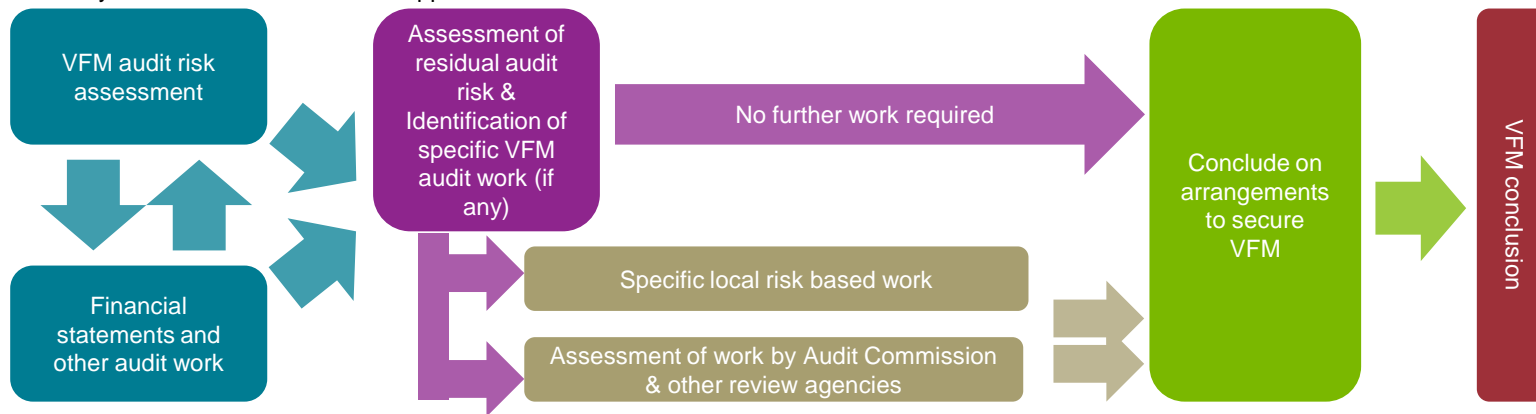 VFM audit risk
assessment
Financial
statements and
other audit work
Assessment of
residual audit
risk &
Identification of
specific VFM
audit work (if
any)
No further work required
Specific local risk based work
Assessment of work by Audit Commission
& other review agencies
Conclude on
arrangements
to secure
VFM
VFM conclusion